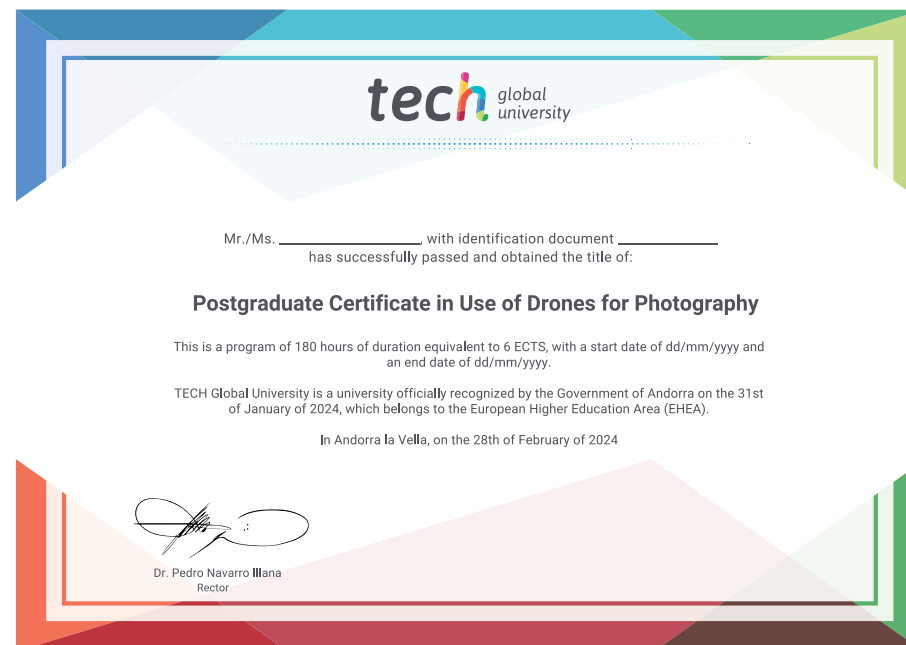 tech global university
Mr./Ms. ____________________, with identification document ______________
has successfully passed and obtained the title of:
Postgraduate Certificate in Use of Drones for Photography
This is a program of 180 hours of duration equivalent to 6 ECTS, with a start date of dd/mm/yyyy and
an end date of dd/mm/yyyy.
TECH Global University is a university officially recognized by the Government of Andorra on the 31st
of January of 2024, which belongs to the European Higher Education Area (EHEA).
In Andorra la Vella, on the 28th of February of 2024
Dr. Pedro Navarro Illana
Rector